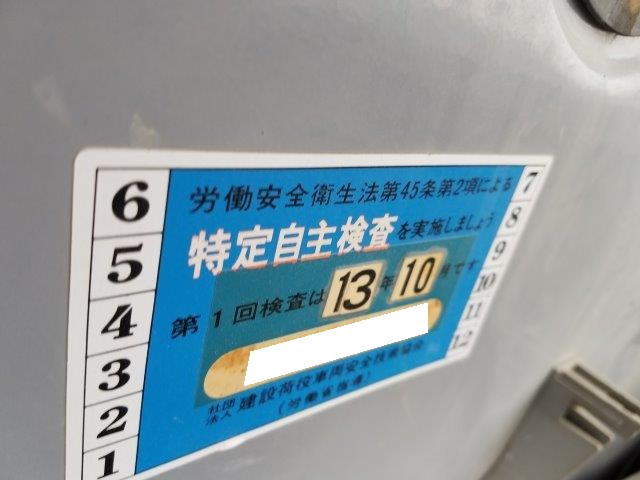 労働安全衛生法第45条第2項による
特定自主検査を実施しましょう
第1回検査は13年10月です
社団法人 建設荷役車両安全技術協会
(労働省指導)
6
5
4
3
2
1
7
8
9
10
11
12